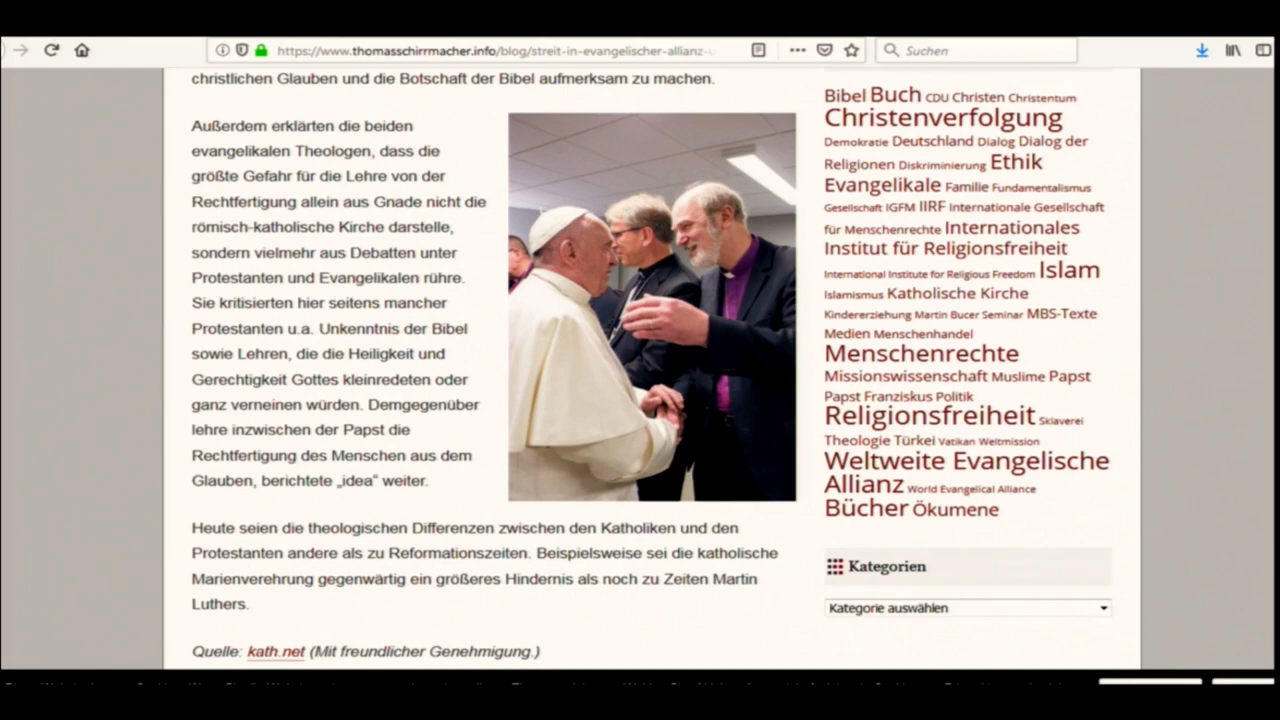 https://www.thomasschirrmacher.info/blog/streit-in-evangelischer-allianz-
Suchen
christlichen Glauben und die Botschaft der Bibel aufmerksam zu machen.
Außerdem erklärten die beiden
evangelikalen Theologen, dass die
größte Gefahr für die Lehre von der
Rechtfertigung allein aus Gnade nicht die
römisch-katholische Kirche darstelle,
sondern vielmehr aus Debatten unter
Protestanten und Evangelikalen rühre.
Sie kritisierten hier seitens mancher
Protestanten u.a. Unkenntnis der Bibel
sowie Lehren, die die Heiligkeit und
Gerechtigkeit Gottes kleinredeten oder
ganz verneinen würden. Demgegenüber
lehre inzwischen der Papst die
Rechtfertigung des Menschen aus dem
Glauben, berichtete „idea" weiter.
Heute seien die theologischen Differenzen zwischen den Katholiken und den
Protestanten andere als zu Reformationszeiten. Beispielsweise sei die katholische
Marienverehrung gegenwärtig ein größeres Hindernis als noch zu Zeiten Martin
Luthers.
Quelle: kath.net (Mit freundlicher Genehmigung.)
Bibel Buch CDU Christen Christentum
Christenverfolgung
Demokratie Deutschland Dialog Dialog der
Religionen Diskriminierung Ethik
Evangelikale Familie Fundamentalismus
Gesellschaft IGFM IIRF Internationale Gesellschaft
für Menschenrechte Internationales
Institut für Religionsfreiheit
International Institute for Religious Freedom Islam
Islamismus Katholische Kirche
Kindererziehung Martin Bucer Seminar MBS-Texte
Medien Menschenhandel
Menschenrechte
Missionswissenschaft Muslime Papst
Papst Franziskus Politik
Religionsfreiheit Sklaverei
Theologie Türkei Vatikan Weltmission
Weltweite Evangelische
Allianz World Evangelical Alliance
Bücher Ökumene
Kategorien
Kategorie auswählen